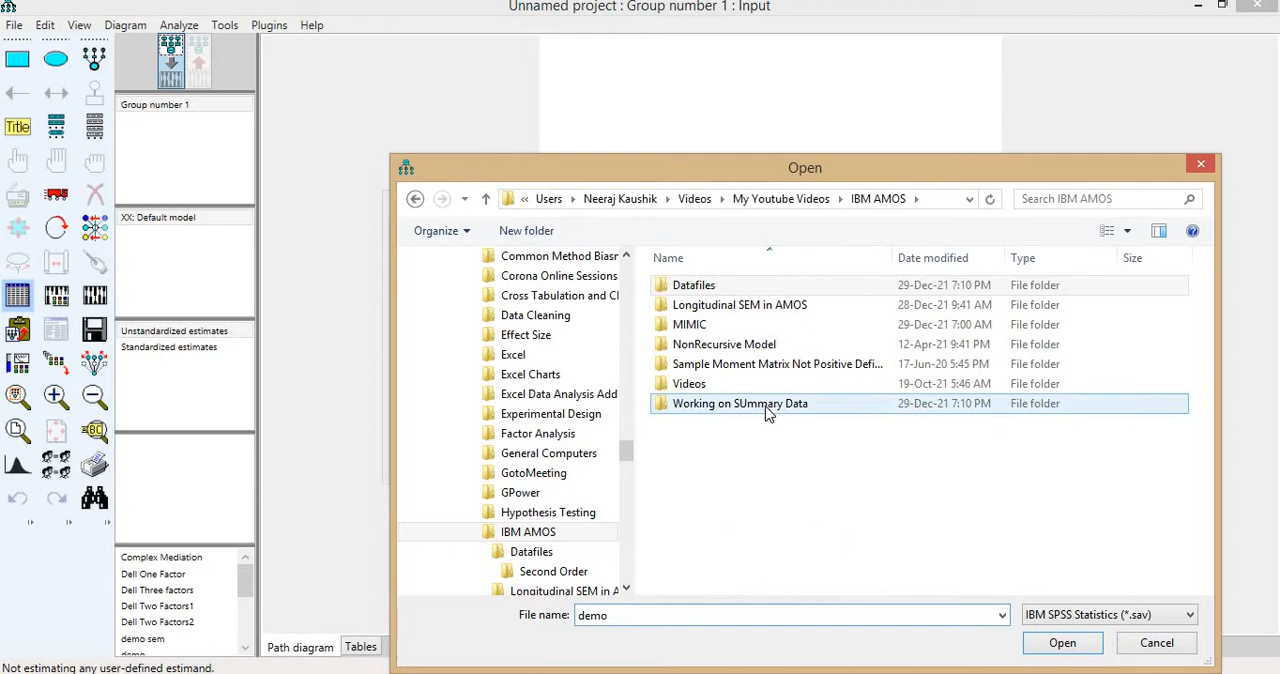 Unnamed project : Group number 1 : Input
File Edit View Diagram Analyze Tools Plugins Help
Title
Group number 1
XX: Default model
Unstandardized estimates
Standardized estimates
Complex Mediation
Dell One Factor
Dell Three factors
Dell Two Factors1
Dell Two Factors2
demo sem
Path diagram Tables
Not estimating any user-defined estimand.
Open
« Users Neeraj Kaushik Videos My Youtube Videos IBM AMOS
Search IBM AMOS
Organize New folder
Common Method Biasn
Corona Online Sessions
Cross Tabulation and Cl
Data Cleaning
Effect Size
Excel
Excel Charts
Excel Data Analysis Add
Experimental Design
Factor Analysis
General Computers
GotoMeeting
GPower
Hypothesis Testing
IBM AMOS
Datafiles
Second Order
Longitudinal SEM in A
Name Date modified Type Size
Datafiles 29-Dec-21 7:10 PM File folder
Longitudinal SEM in AMOS 28-Dec-21 9:41 AM File folder
MIMIC 29-Dec-21 7:00 AM File folder
NonRecursive Model 12-Apr-21 9:41 PM File folder
Sample Moment Matrix Not Positive Defi... 17-Jun-20 5:45 PM File folder
Videos 19-Oct-21 5:46 AM File folder
Working on SUmmary Data 29-Dec-21 7:10 PM File folder
File name: demo IBM SPSS Statistics (*.sav)
Open Cancel